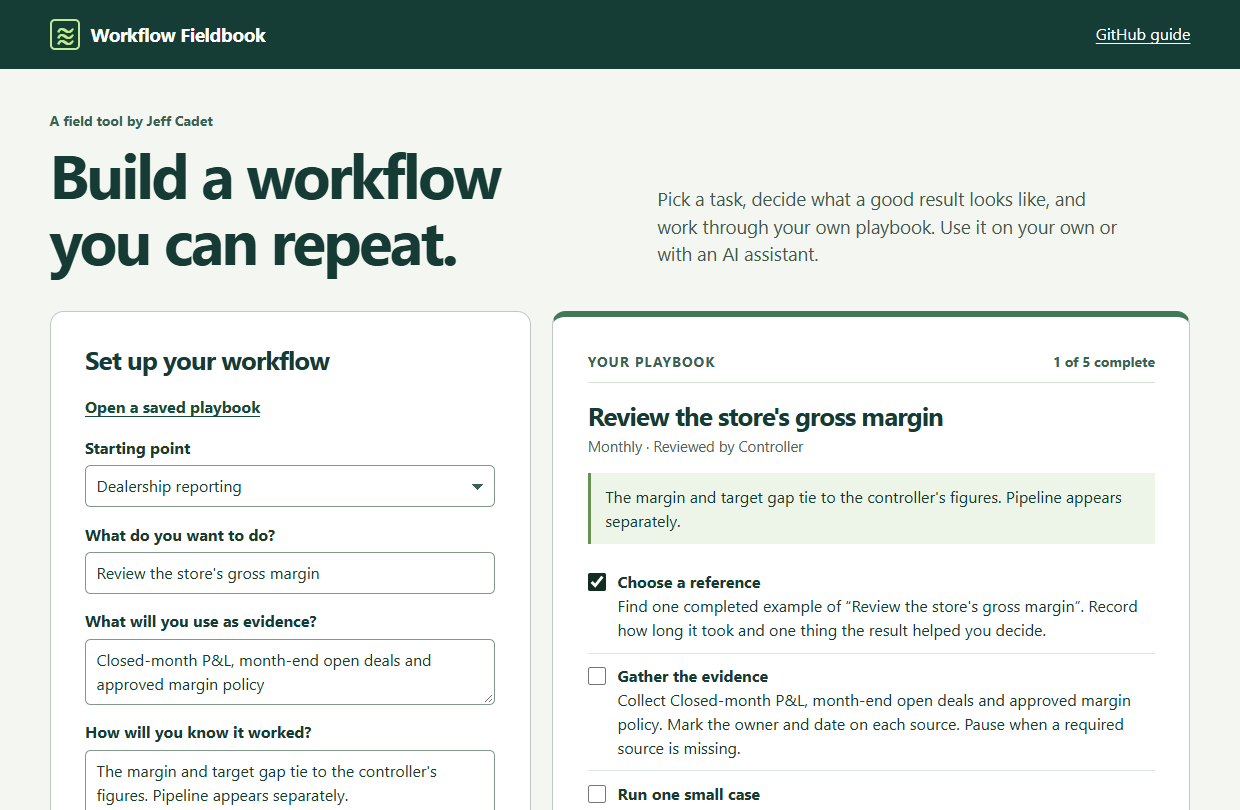 Workflow Fieldbook
GitHub guide
A field tool by Jeff Cadet
Build a workflow
you can repeat.
Pick a task, decide what a good result looks like, and
work through your own playbook. Use it on your own or
with an AI assistant.
Set up your workflow
Open a saved playbook
Starting point
Dealership reporting
What do you want to do?
Review the store's gross margin
What will you use as evidence?
Closed-month P&L, month-end open deals and
approved margin policy
How will you know it worked?
The margin and target gap tie to the controller's
figures. Pipeline appears separately.
YOUR PLAYBOOK
1 of 5 complete
Review the store's gross margin
Monthly · Reviewed by Controller
The margin and target gap tie to the controller's figures. Pipeline appears
separately.
Choose a reference
Find one completed example of “Review the store's gross margin”. Record
how long it took and one thing the result helped you decide.
Gather the evidence
Collect Closed-month P&L, month-end open deals and approved margin
policy. Mark the owner and date on each source. Pause when a required
source is missing.
Run one small case